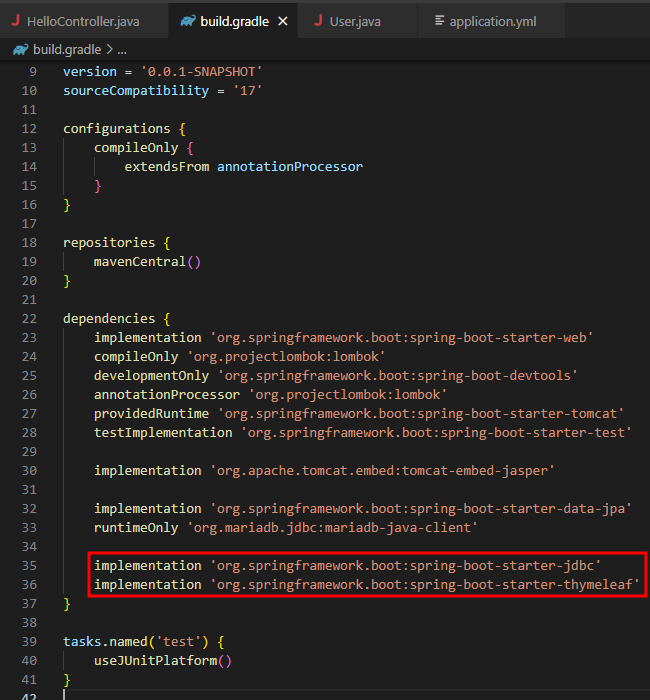 HelloController.java build.gradle User.java application.yml
build.gradle > ...
9 version = '0.0.1-SNAPSHOT'
10 sourceCompatibility = '17'
11
12 configurations {
13     compileOnly {
14         extendsFrom annotationProcessor
15     }
16 }
17
18 repositories {
19     mavenCentral()
20 }
21
22 dependencies {
23     implementation 'org.springframework.boot:spring-boot-starter-web'
24     compileOnly 'org.projectlombok:lombok'
25     developmentOnly 'org.springframework.boot:spring-boot-devtools'
26     annotationProcessor 'org.projectlombok:lombok'
27     providedRuntime 'org.springframework.boot:spring-boot-starter-tomcat'
28     testImplementation 'org.springframework.boot:spring-boot-starter-test'
29
30     implementation 'org.apache.tomcat.embed:tomcat-embed-jasper'
31
32     implementation 'org.springframework.boot:spring-boot-starter-data-jpa'
33     runtimeOnly 'org.mariadb.jdbc:mariadb-java-client'
34
35     implementation 'org.springframework.boot:spring-boot-starter-jdbc'
36     implementation 'org.springframework.boot:spring-boot-starter-thymeleaf'
37 }
38
39 tasks.named('test') {
40     useJUnitPlatform()
41 }
42